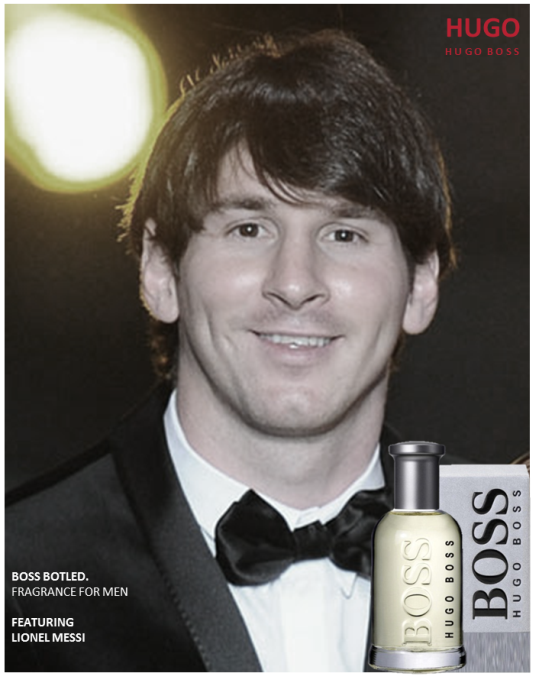 HUGO
HUGO BOSS
BOSS BOTLED.
FRAGRANCE FOR MEN
FEATURING
LIONEL MESSI
BOSS
HUGO BOSS
BOSS
HUGO BOSS